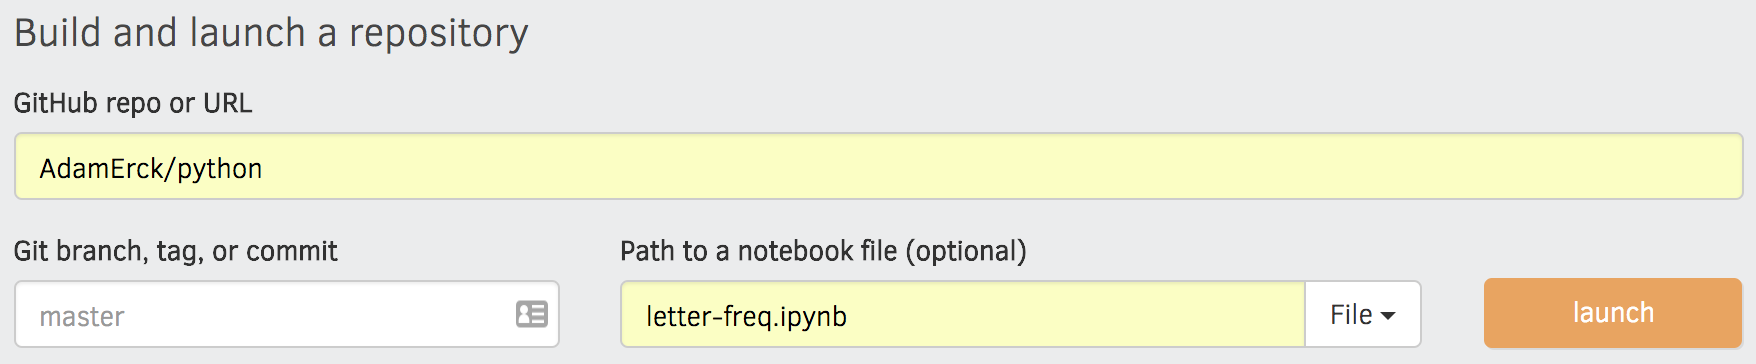 Build and launch a repository
GitHub repo or URL
AdamErck/python
Git branch, tag, or commit
Path to a notebook file (optional)
master
letter-freq.ipynb
File
launch